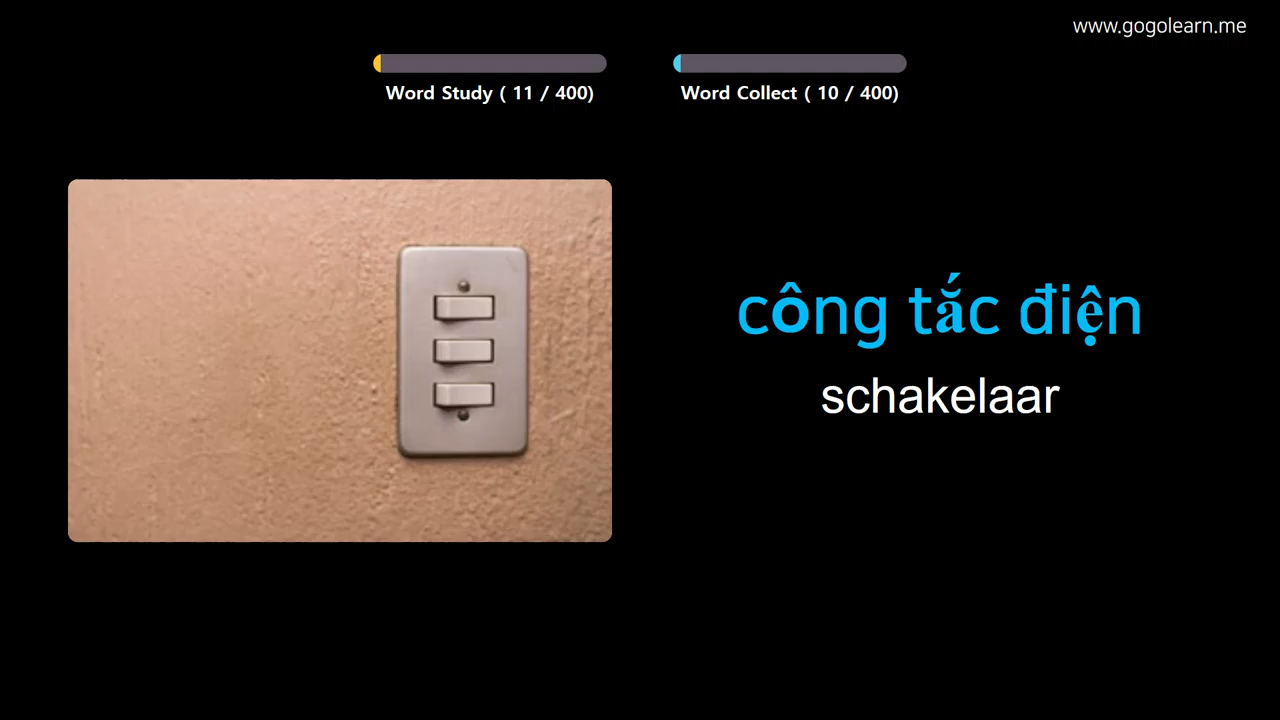 www.gogolearn.me
Word Study ( 11 / 400)
Word Collect ( 10 / 400)
công tắc điện
schakelaar